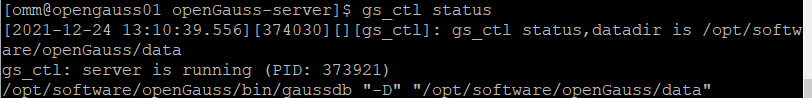 [omm@opengauss01 openGauss-server]$ gs_ctl status
[2021-12-24 13:10:39.556][374030][][gs_ctl]: gs_ctl status,datadir is /opt/softw
are/openGauss/data
gs_ctl: server is running (PID: 373921)
/opt/software/openGauss/bin/gaussdb "-D" "/opt/software/openGauss/data"